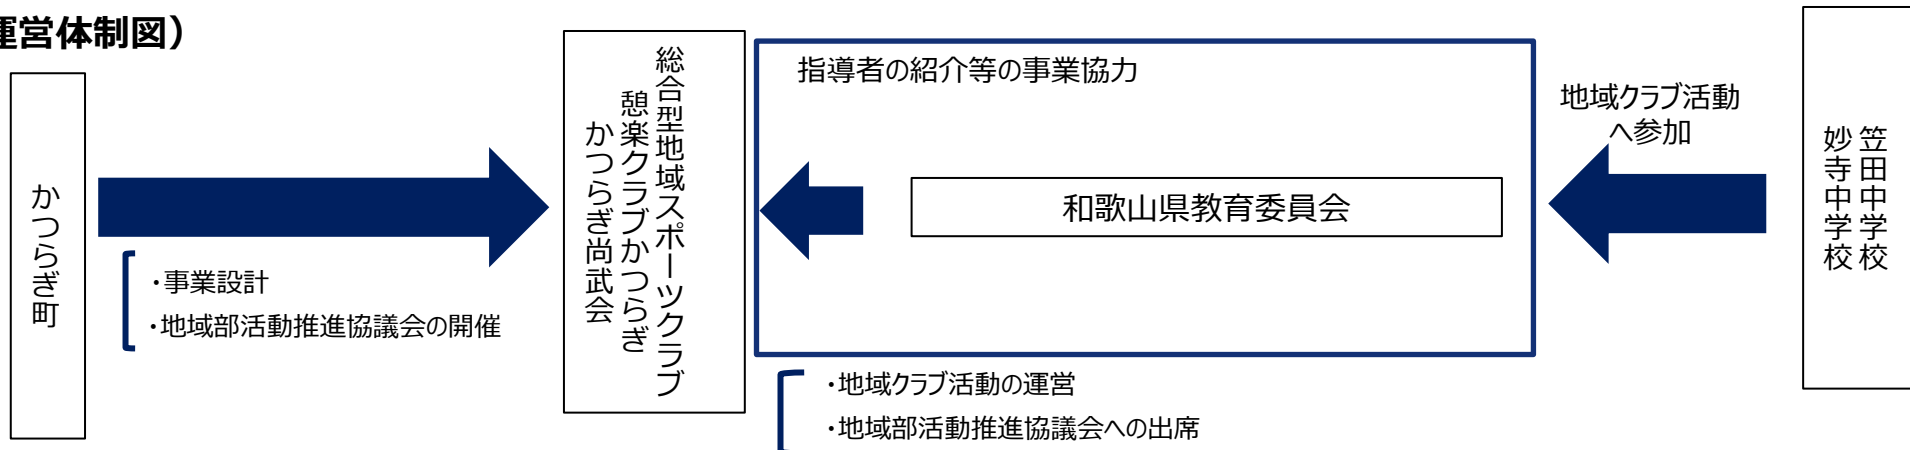 運営体制図）
かつらぎ町
・事業設計
・地域部活動推進協議会の開催
総合型地域スポーツクラブ
憩楽クラブかつらぎ
かつらぎ尚武会
指導者の紹介等の事業協力
和歌山県教育委員会
・地域クラブ活動の運営
・地域部活動推進協議会への出席
地域クラブ活動
へ参加
笠田中学校
妙寺中学校